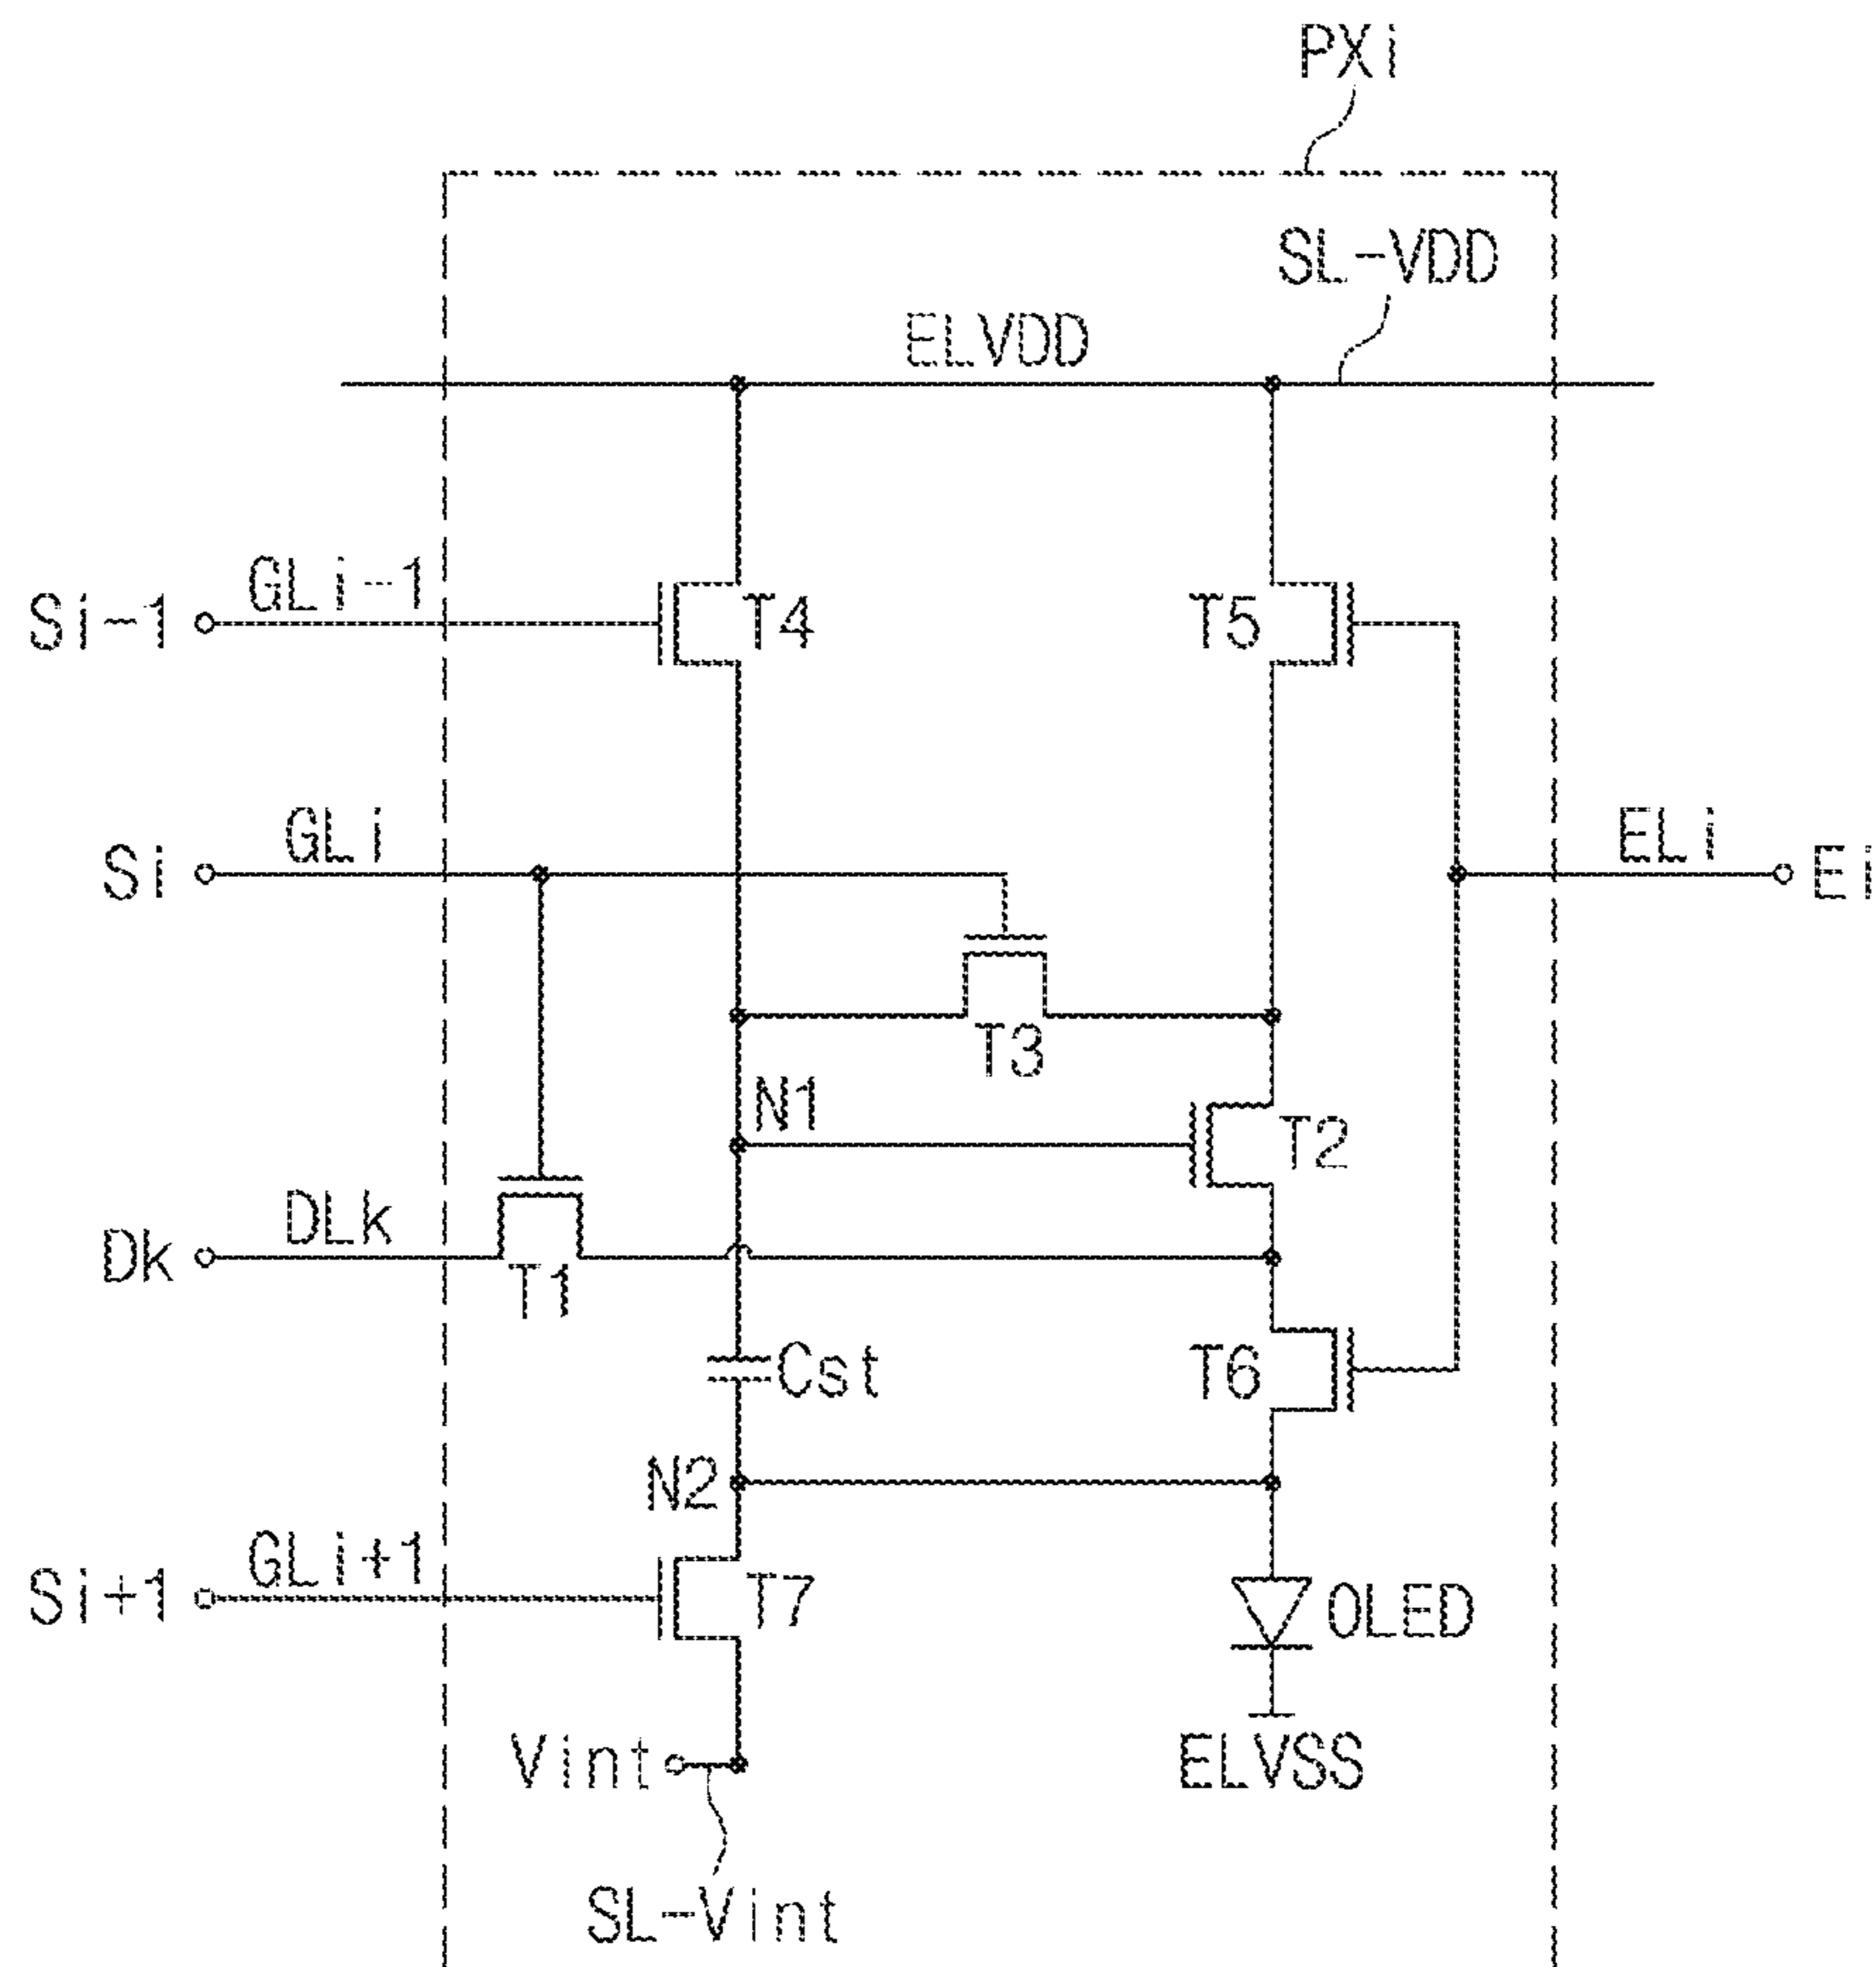 PXi
SL-VDD
ELVDD
Si-1
GLi-1
T4
T5
Si
GLi
ELi
Ei
T3
N1
T2
Dk
DLk
T1
Cst
T6
N2
Si+1
GLi+1
T7
OLED
Vint
ELVSS
SL-Vint